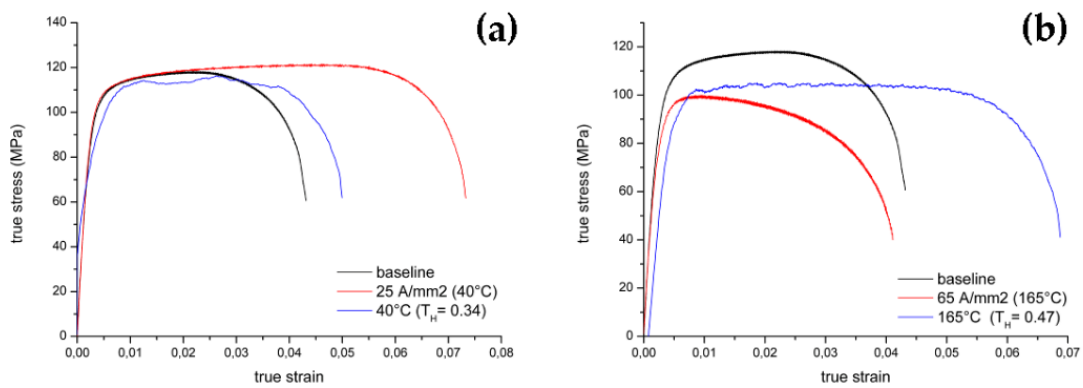 (a)
140
120
100
80
60
40
20
0
true stress (MPa)
baseline
25 A/mm2 (40°C)
40°C (T_H= 0.34)
0,00 0,01 0,02 0,03 0,04 0,05 0,06 0,07 0,08
true strain
(b)
120
100
80
60
40
20
0
true stress (MPa)
baseline
65 A/mm2 (165°C)
165°C (T_H= 0.47)
0,00 0,01 0,02 0,03 0,04 0,05 0,06 0,07
true strain